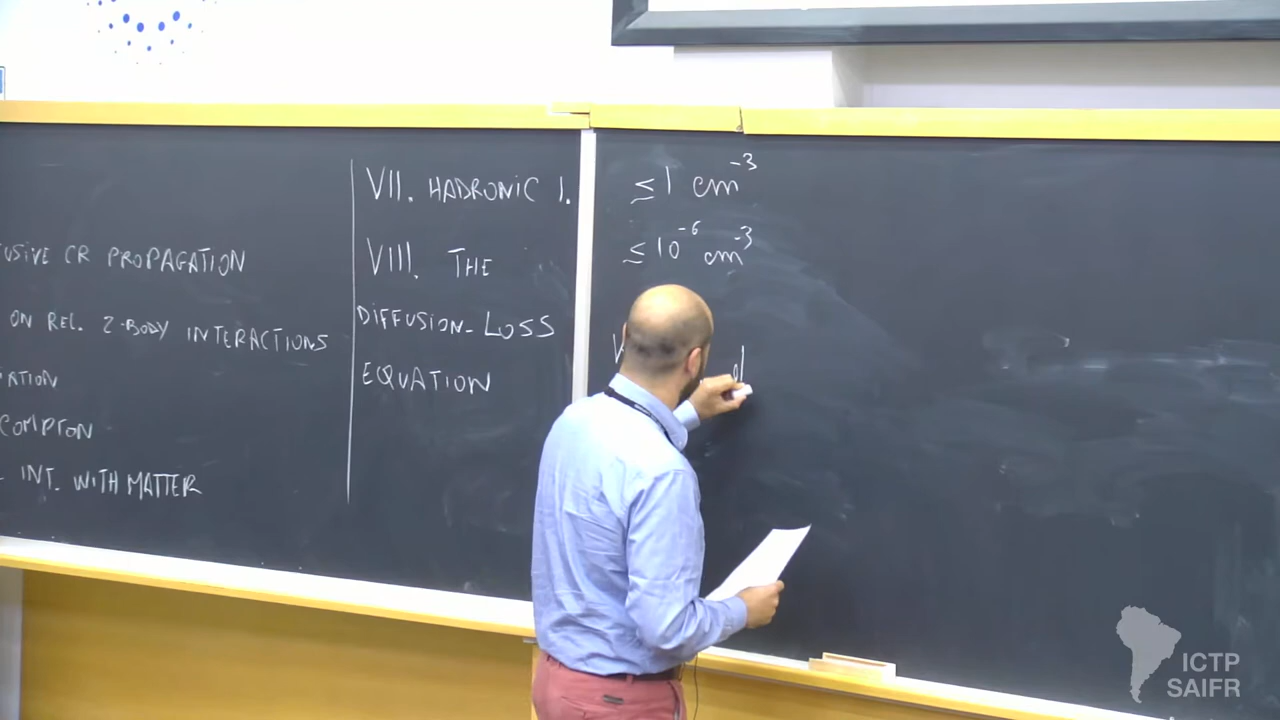 USIVE CR PROPAGATION
ON REL. 2-BODY INTERACTIONS
COMPTON
INT. WITH MATTER
VII. HADRONIC I.
VIII. THE
DIFFUSION-LOSS
EQUATION
≤ 1 cm⁻³
≤ 10⁻⁶ cm⁻³
ICTP
SAIFR